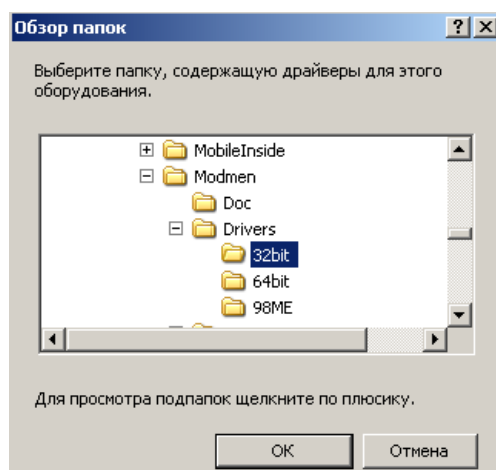 Обзор папок
Выберите папку, содержащую драйверы для этого
оборудования.
MobileInside
Modmen
Doc
Drivers
32bit
64bit
98ME
Для просмотра подпапок щелкните по плюсику.
ОК
Отмена